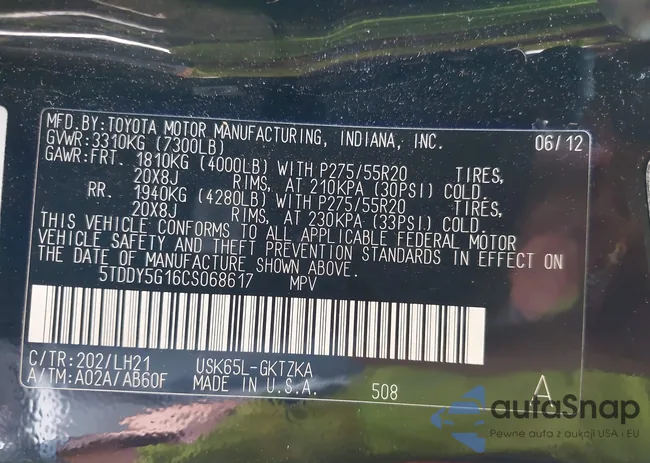 MFD.BY:TOYOTA MOTOR MANUFACTURING, INDIANA, INC. 06/12
GVWR:3310KG (7300LB)
GAWR:FRT. 1810KG (4000LB) WITH P275/55R20 TIRES,
20X8J RIMS, AT 210KPA (30PSI) COLD.
RR. 1940KG (4280LB) WITH P275/55R20 TIRES,
20X8J RIMS, AT 230KPA (33PSI) COLD.
THIS VEHICLE CONFORMS TO ALL APPLICABLE FEDERAL MOTOR
VEHICLE SAFETY AND THEFT PREVENTION STANDARDS IN EFFECT ON
THE DATE OF MANUFACTURE SHOWN ABOVE.
5TDDY5G16CS068617 MPV
C/TR:202/LH21 USK65L-GKTZKA
A/TM:A02A/AB60F MADE IN U.S.A. 508 A
autaSnap
Pewne auta z aukcji USA i EU